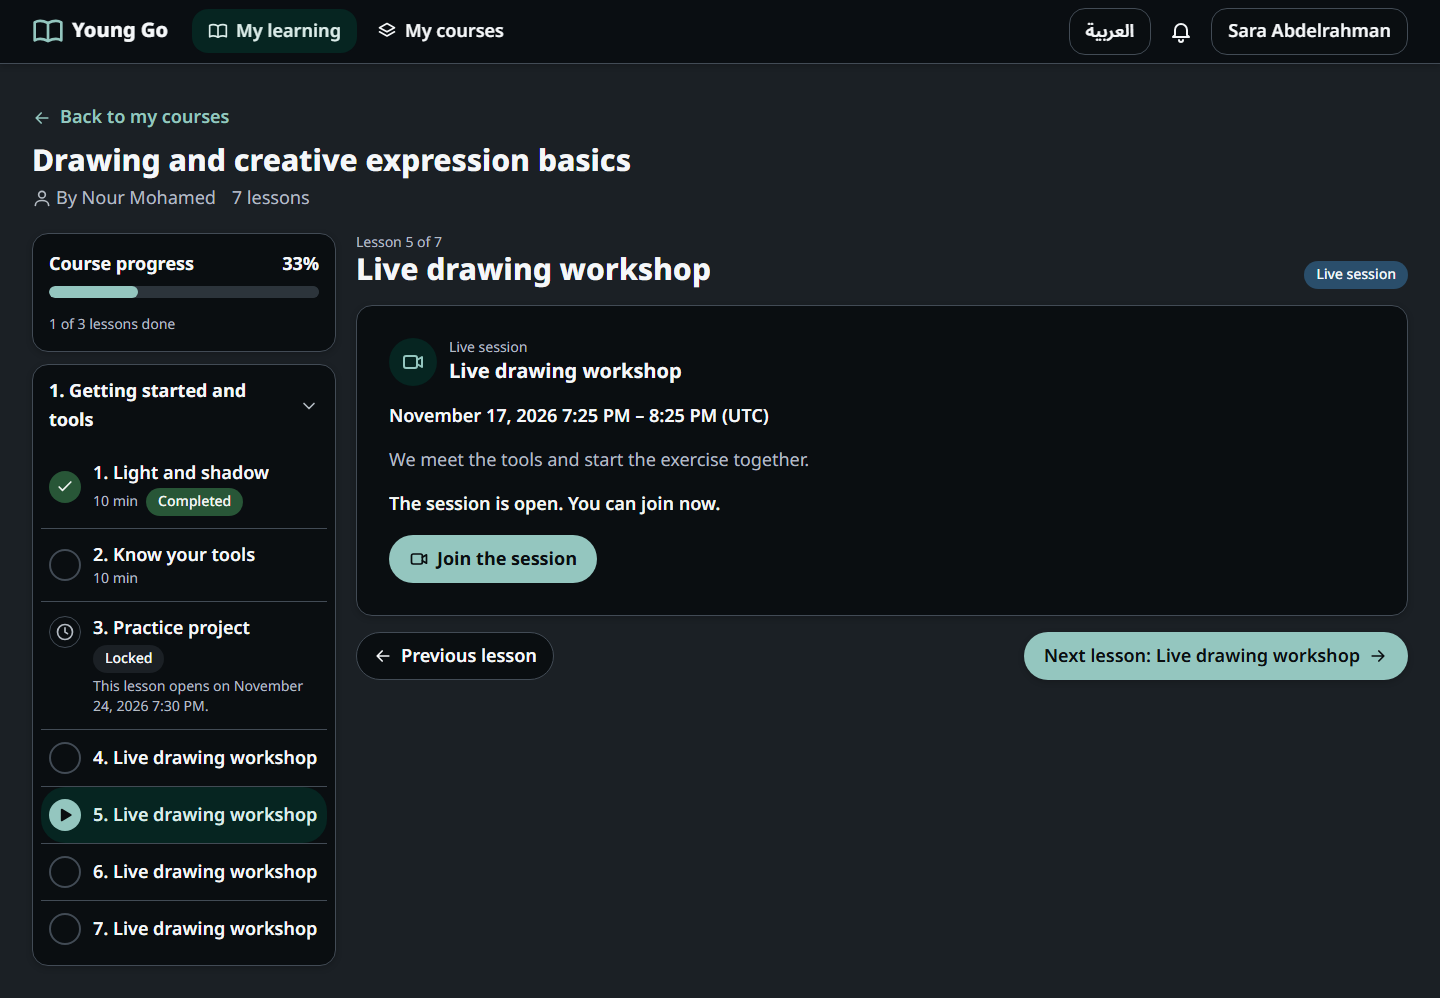 Young Go
My learning
My courses
العربية
Sara Abdelrahman
Back to my courses
Drawing and creative expression basics
By Nour Mohamed 7 lessons
Course progress 33%
1 of 3 lessons done
1. Getting started and
tools
1. Light and shadow
10 min Completed
2. Know your tools
10 min
3. Practice project
Locked
This lesson opens on November
24, 2026 7:30 PM.
4. Live drawing workshop
5. Live drawing workshop
6. Live drawing workshop
7. Live drawing workshop
Lesson 5 of 7
Live drawing workshop
Live session
Live session
Live drawing workshop
November 17, 2026 7:25 PM – 8:25 PM (UTC)
We meet the tools and start the exercise together.
The session is open. You can join now.
Join the session
Previous lesson
Next lesson: Live drawing workshop